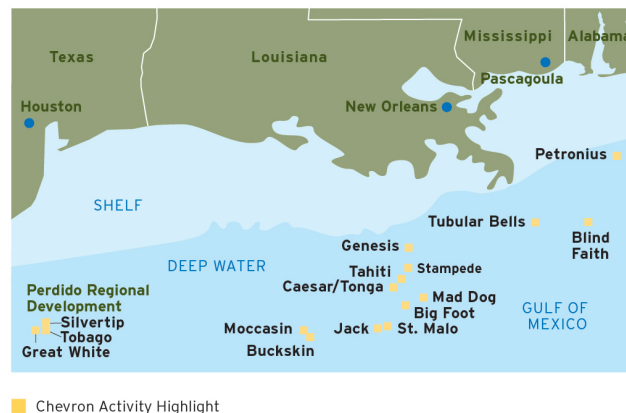 Mississippi
Alabama
Texas
Louisiana
Pascagoula
Houston
New Orleans
Petronius
SHELF
Tubular Bells
Blind
Faith
Genesis
DEEP WATER
Tahiti
Stampede
Caesar/Tonga
Perdido Regional
Development
Mad Dog
Big Foot
GULF OF
MEXICO
Silvertip
Tobago
Great White
Moccasin
Buckskin
Jack
St. Malo
Chevron Activity Highlight